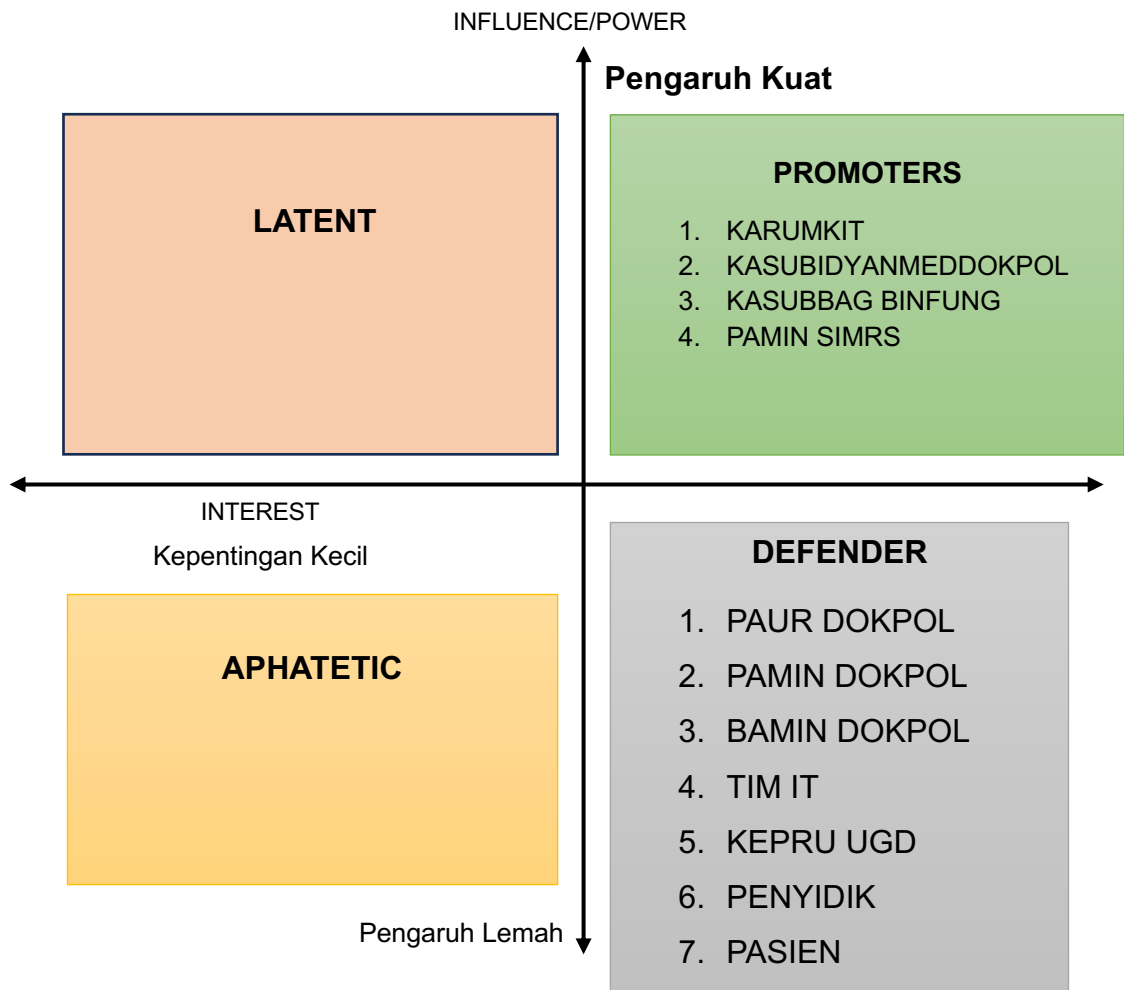 INFLUENCE/POWER
Pengaruh Kuat
LATENT
PROMOTERS
1. KARUMKIT
2. KASUBIDYANMEDDOKPOL
3. KASUBBAG BINFUNG
4. PAMIN SIMRS
INTEREST
Kepentingan Kecil
APHATETIC
DEFENDER
1. PAUR DOKPOL
2. PAMIN DOKPOL
3. BAMIN DOKPOL
4. TIM IT
5. KEPRU UGD
6. PENYIDIK
7. PASIEN
Pengaruh Lemah